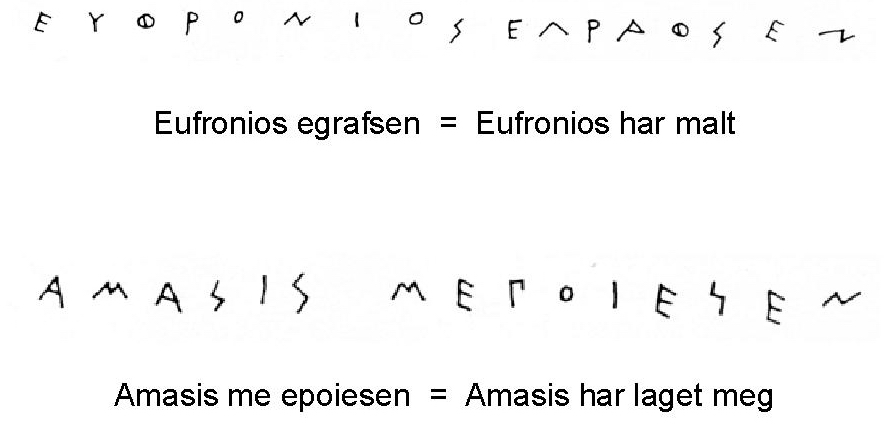 ΕΥΦΡΟΝΙΟΣ ΕΓΡΑΦΣΕΝ
Eufronios egrafsen = Eufronios har malt
ΑΜΑΣΙΣ ΜΕΠΟΙΕΣΕΝ
Amasis me epoiesen = Amasis har laget meg